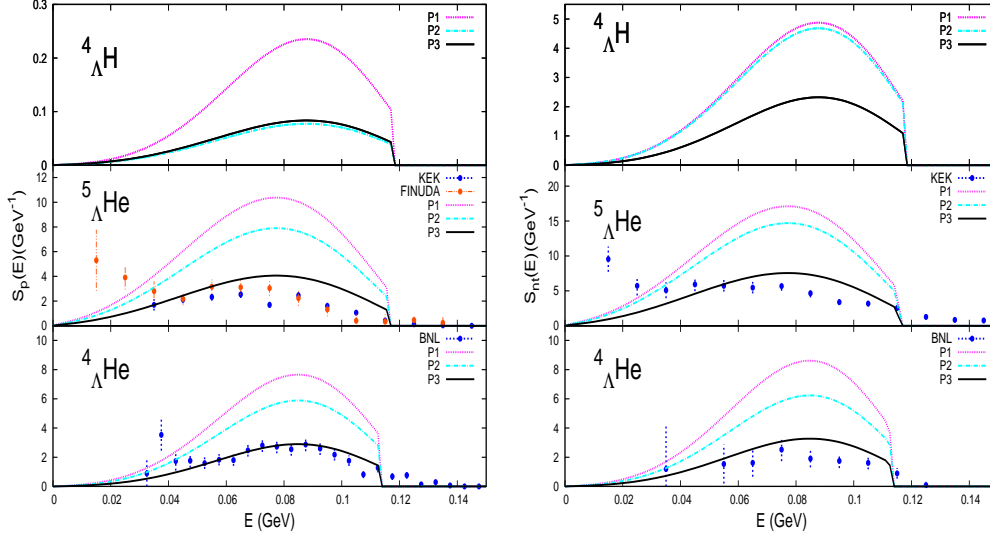 ⁴ΛH
P1
P2
P3
0.3
0.2
0.1
0
⁵ΛHe
KEK
FINUDA
P1
P2
P3
12
10
8
6
4
2
0
Sp(E)(GeV⁻¹)
⁴ΛHe
BNL
P1
P2
P3
10
8
6
4
2
0
0 0.02 0.04 0.06 0.08 0.1 0.12 0.14
E (GeV)
⁴ΛH
P1
P2
P3
5
4
3
2
1
0
⁵ΛHe
KEK
P1
P2
P3
20
15
10
5
0
Snt(E)(GeV⁻¹)
⁴ΛHe
BNL
P1
P2
P3
10
8
6
4
2
0
0 0.02 0.04 0.06 0.08 0.1 0.12 0.14
E (GeV)